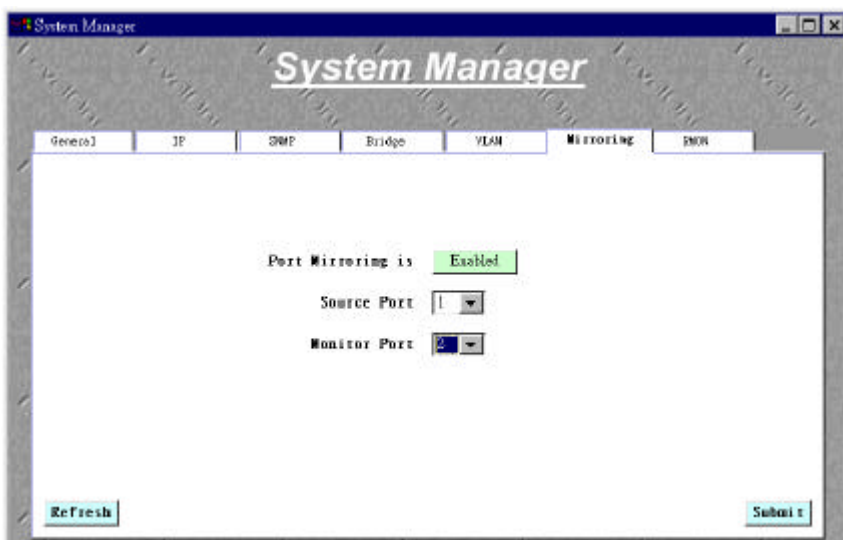 System Manager
System Manager
General IP SNMP Bridge VLAN Mirroring RMON
Port Mirroring is Enabled
Source Port 1
Monitor Port 2
Refresh Submit